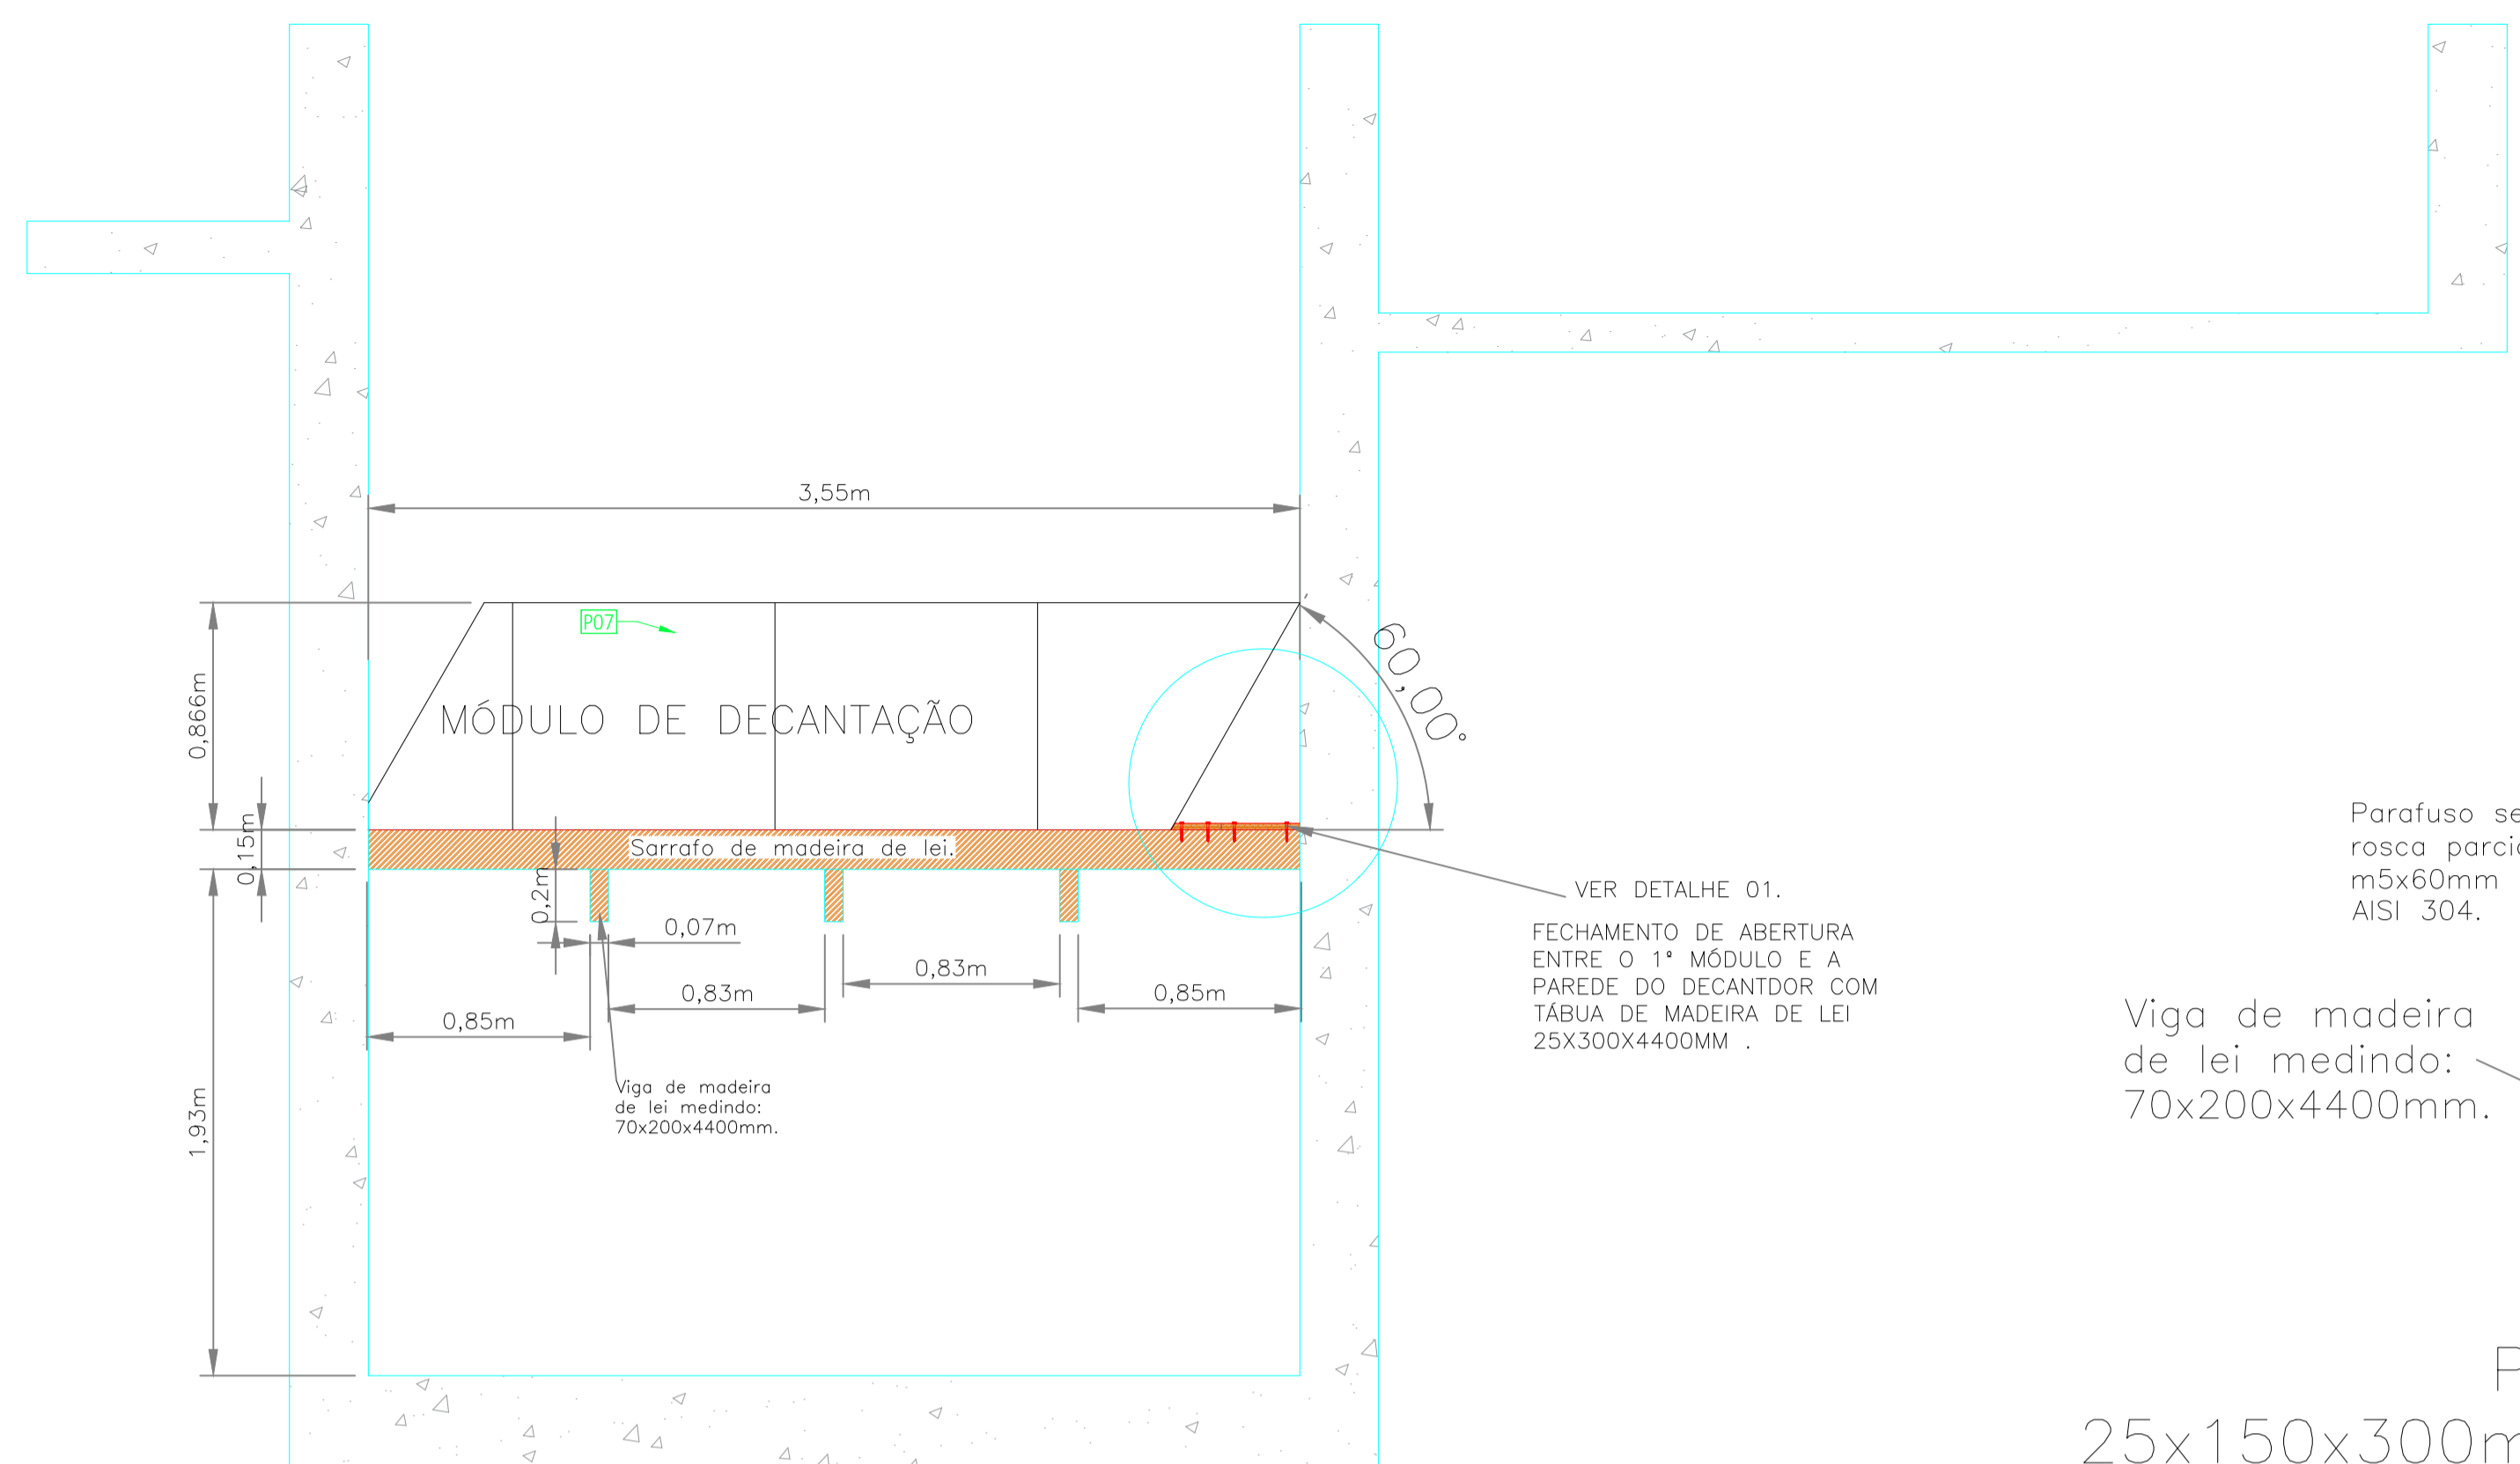 3,55m
P07
MÓDULO DE DECANTAÇÃO
60,00°
0,866m
0,15m
Sarrafo de madeira de lei.
0,2m
0,07m
0,83m
0,83m
0,85m
0,85m
1,93m
Viga de madeira
de lei medindo:
70x200x4400mm.
VER DETALHE 01.
FECHAMENTO DE ABERTURA
ENTRE O 1º MÓDULO E A
PAREDE DO DECANTDOR COM
TÁBUA DE MADEIRA DE LEI
25X300X4400MM .
Parafuso se
rosca parci
m5x60mm
AISI 304.
Viga de madeira
de lei medindo:
70x200x4400mm.
25x150x300m